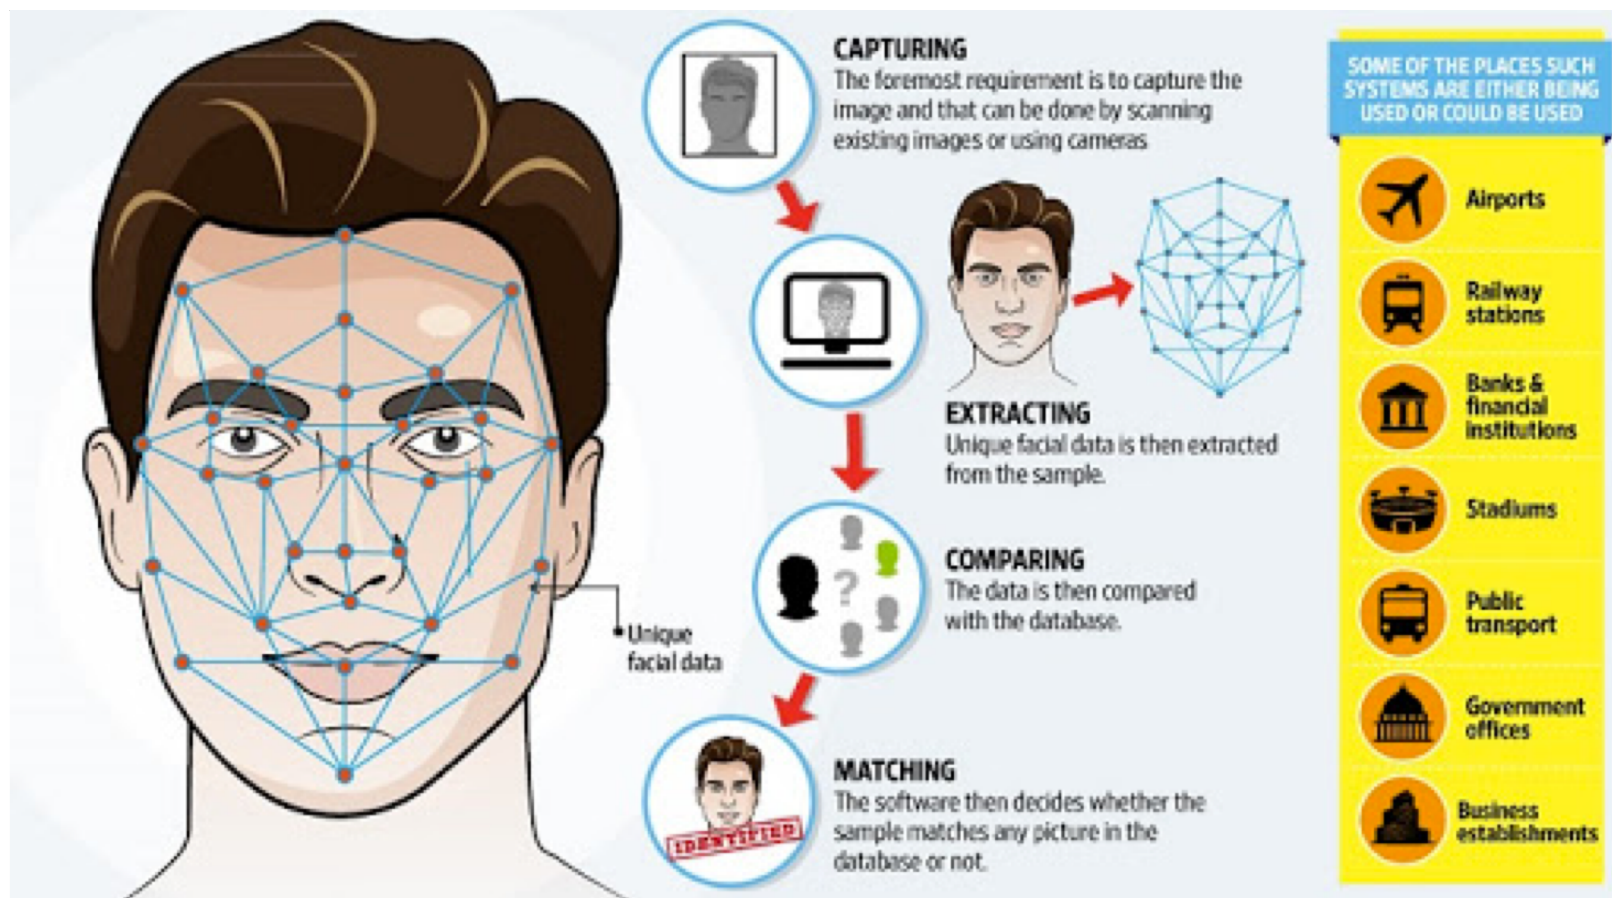 CAPTURING
The foremost requirement is to capture the
image and that can be done by scanning
existing images or using cameras
EXTRACTING
Unique facial data is then extracted
from the sample.
COMPARING
The data is then compared
with the database.
MATCHING
The software then decides whether the
sample matches any picture in the
database or not.
IDENTIFIED
Unique
facial data
?
SOME OF THE PLACES SUCH
SYSTEMS ARE EITHER BEING
USED OR COULD BE USED
Airports
Railway
stations
Banks &
financial
institutions
Stadiums
Public
transport
Government
offices
Business
establishments